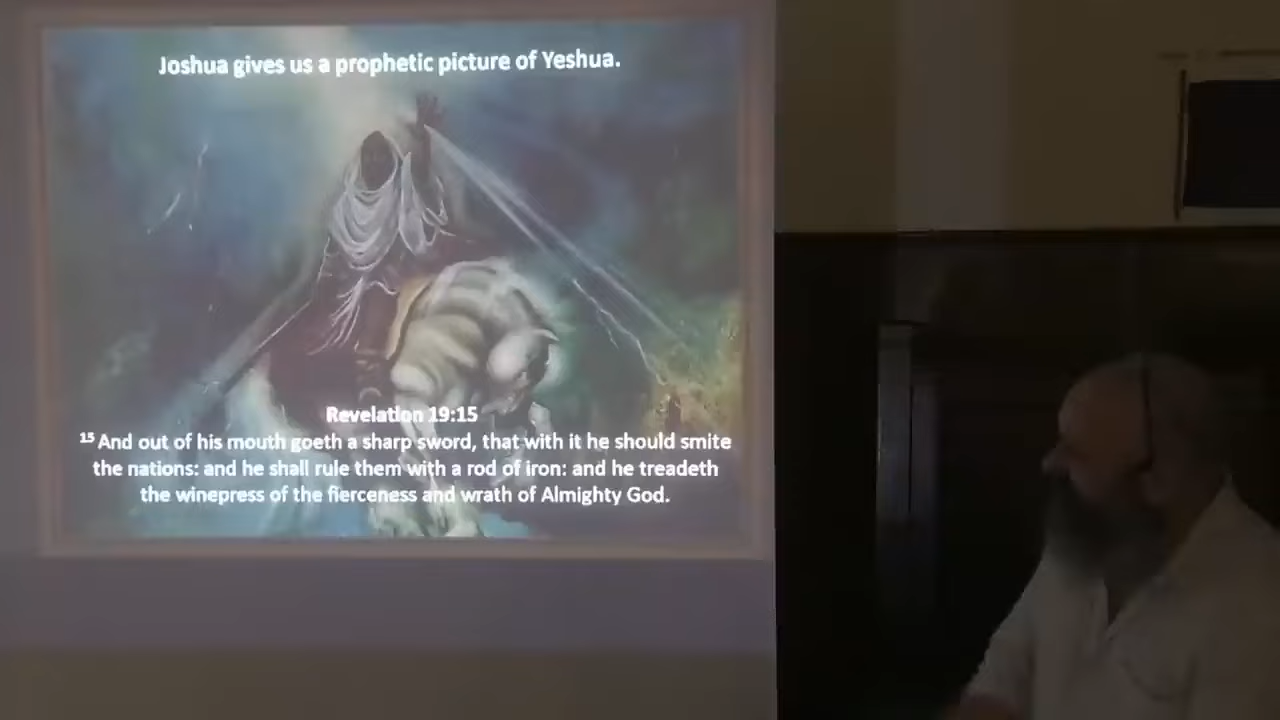 Joshua gives us a prophetic picture of Yeshua.
Revelation 19:15
15 And out of his mouth goeth a sharp sword, that with it he should smite
the nations: and he shall rule them with a rod of iron: and he treadeth
the winepress of the fierceness and wrath of Almighty God.